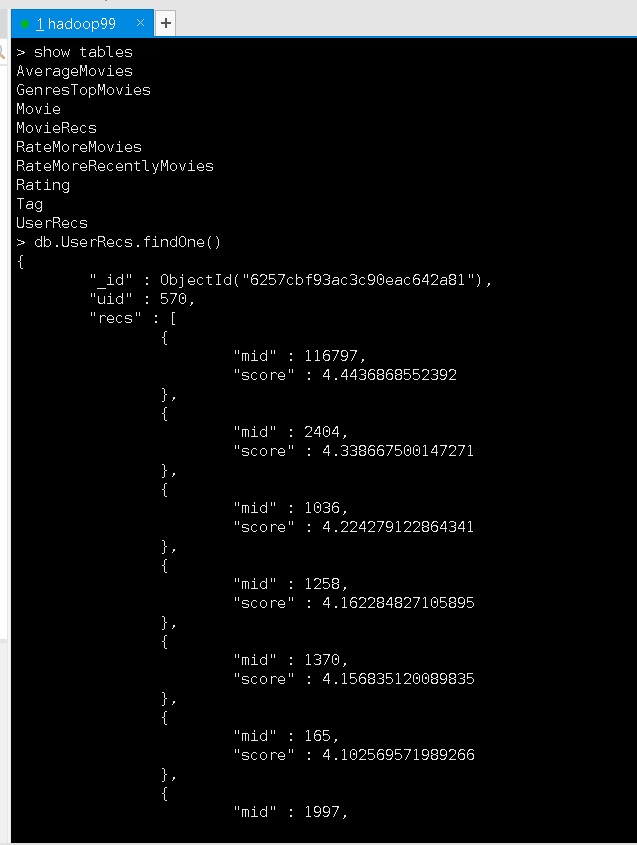 1 hadoop99 × +
> show tables
AverageMovies
GenresTopMovies
Movie
MovieRecs
RateMoreMovies
RateMoreRecentlyMovies
Rating
Tag
UserRecs
> db.UserRecs.findOne()
{
"_id" : ObjectId("6257cbf93ac3c90eac642a81"),
"uid" : 570,
"recs" : [
{
"mid" : 116797,
"score" : 4.4436868552392
},
{
"mid" : 2404,
"score" : 4.338667500147271
},
{
"mid" : 1036,
"score" : 4.224279122864341
},
{
"mid" : 1258,
"score" : 4.162284827105895
},
{
"mid" : 1370,
"score" : 4.156835120089835
},
{
"mid" : 165,
"score" : 4.102569571989266
},
{
"mid" : 1997,